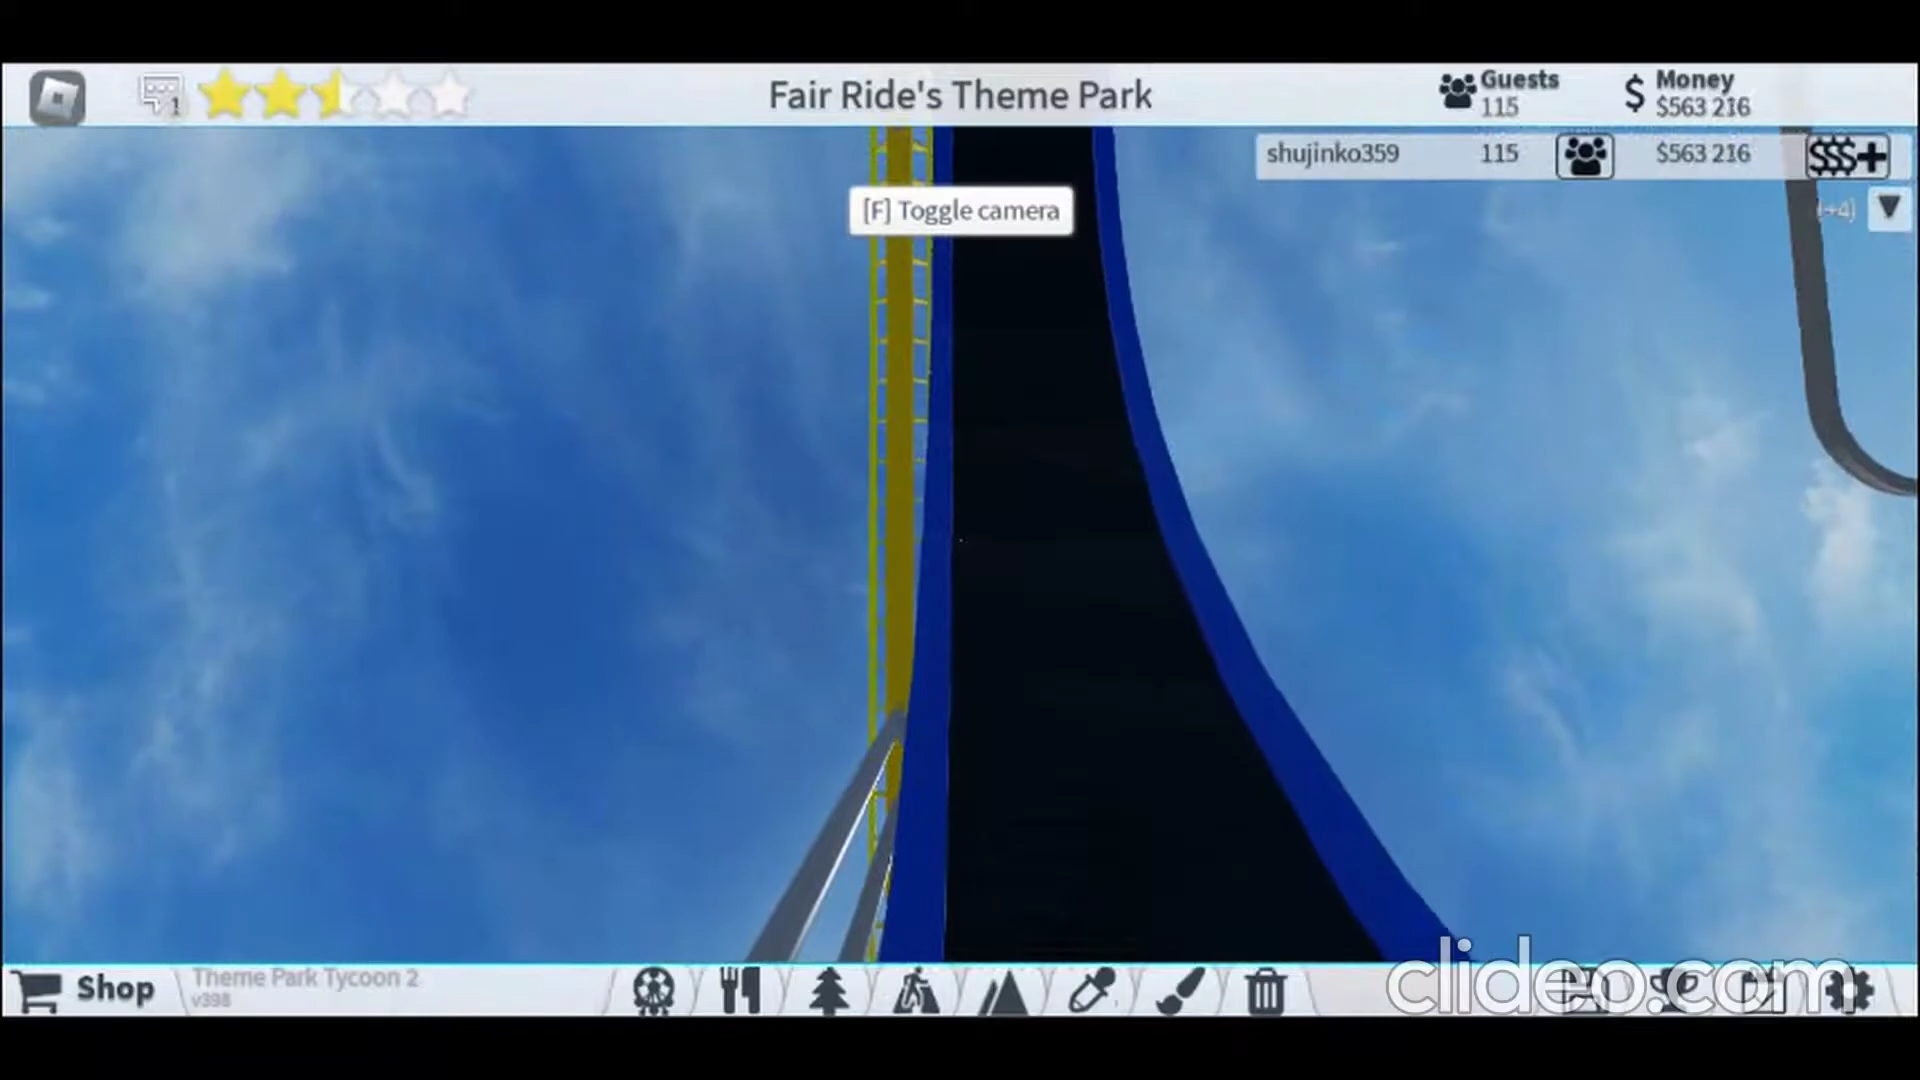 1
Fair Ride's Theme Park
Guests
115
$
Money
$563 216
shujinko359
115
$563 216
$$$+
[F] Toggle camera
(+4)
Shop
Theme Park Tycoon 2
v398
clideo.com